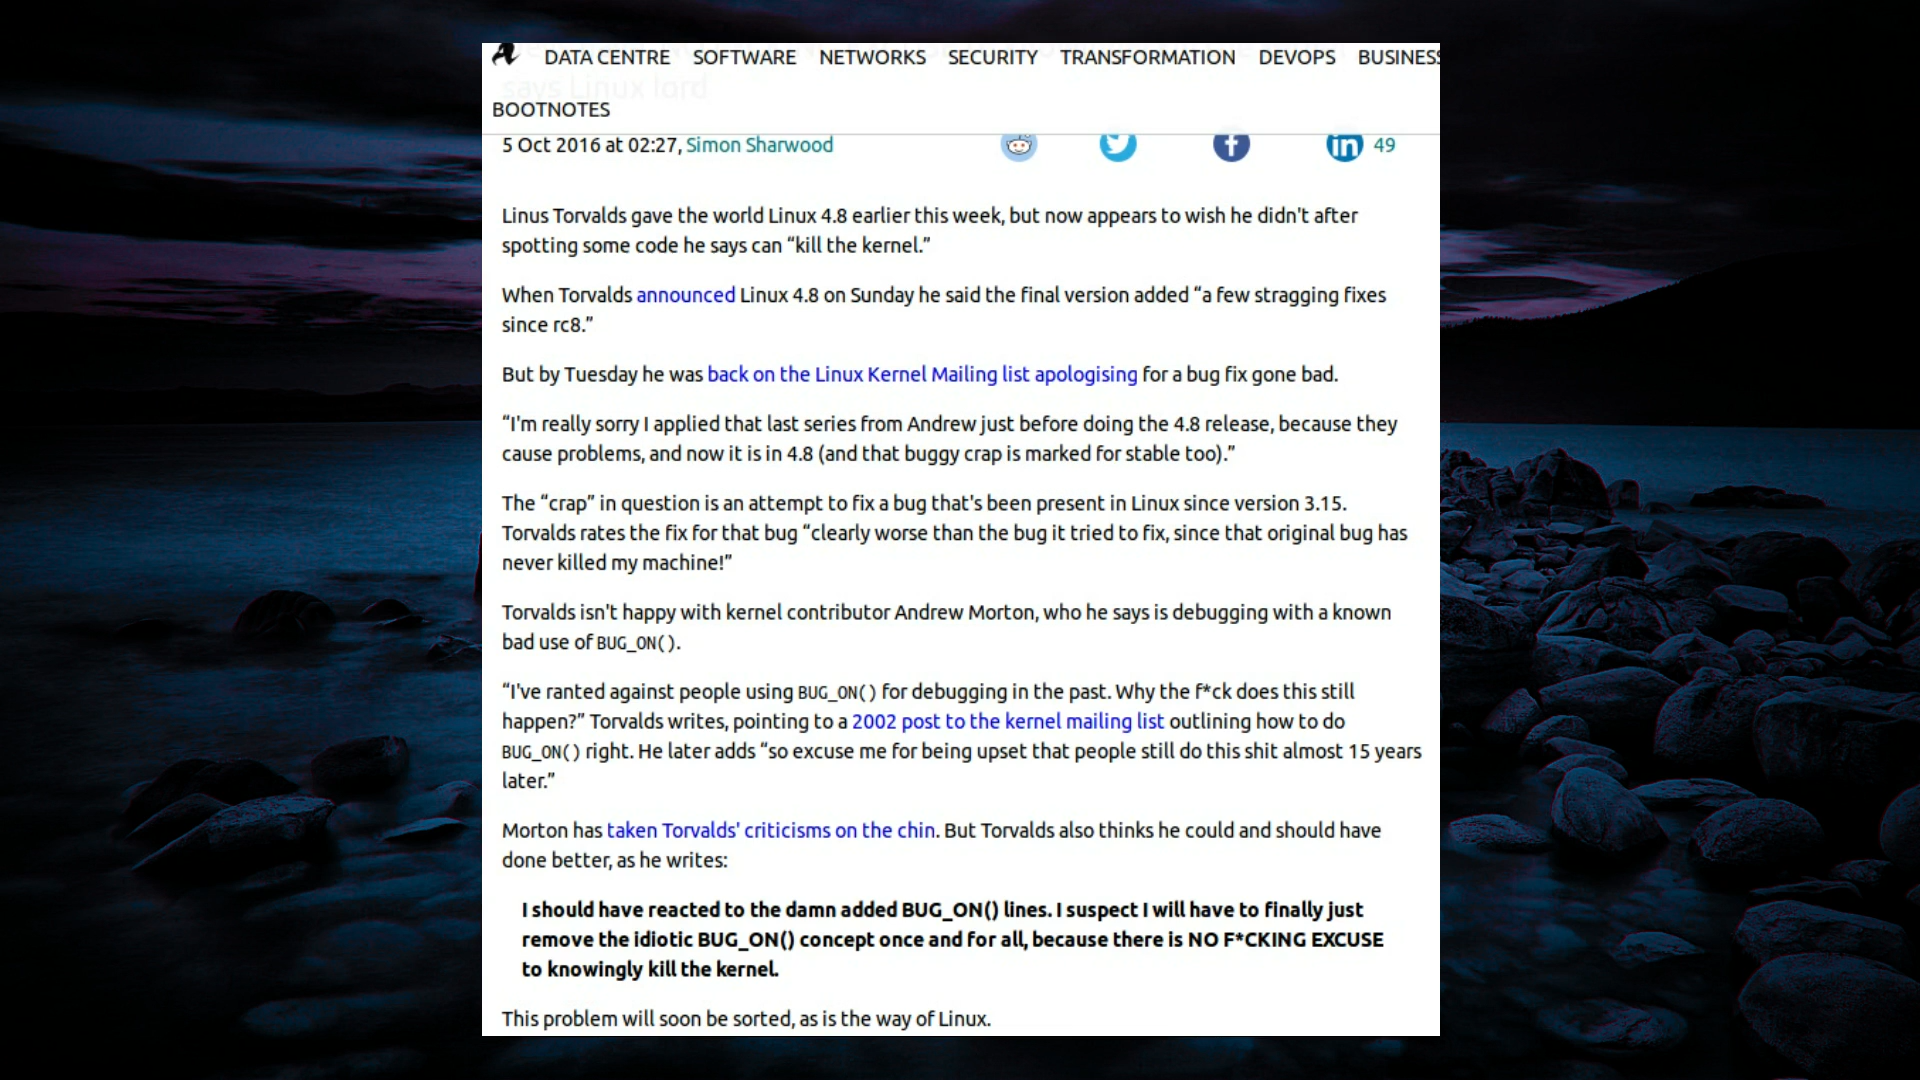 DATA CENTRE SOFTWARE NETWORKS SECURITY TRANSFORMATION DEVOPS BUSINESS
says Linux lord
BOOTNOTES
5 Oct 2016 at 02:27, Simon Sharwood 49
Linus Torvalds gave the world Linux 4.8 earlier this week, but now appears to wish he didn't after
spotting some code he says can “kill the kernel.”
When Torvalds announced Linux 4.8 on Sunday he said the final version added “a few stragging fixes
since rc8.”
But by Tuesday he was back on the Linux Kernel Mailing list apologising for a bug fix gone bad.
“I'm really sorry I applied that last series from Andrew just before doing the 4.8 release, because they
cause problems, and now it is in 4.8 (and that buggy crap is marked for stable too).”
The “crap” in question is an attempt to fix a bug that's been present in Linux since version 3.15.
Torvalds rates the fix for that bug “clearly worse than the bug it tried to fix, since that original bug has
never killed my machine!”
Torvalds isn't happy with kernel contributor Andrew Morton, who he says is debugging with a known
bad use of BUG_ON().
“I've ranted against people using BUG_ON() for debugging in the past. Why the f*ck does this still
happen?” Torvalds writes, pointing to a 2002 post to the kernel mailing list outlining how to do
BUG_ON() right. He later adds “so excuse me for being upset that people still do this shit almost 15 years
later.”
Morton has taken Torvalds' criticisms on the chin. But Torvalds also thinks he could and should have
done better, as he writes:
I should have reacted to the damn added BUG_ON() lines. I suspect I will have to finally just
remove the idiotic BUG_ON() concept once and for all, because there is NO F*CKING EXCUSE
to knowingly kill the kernel.
This problem will soon be sorted, as is the way of Linux.